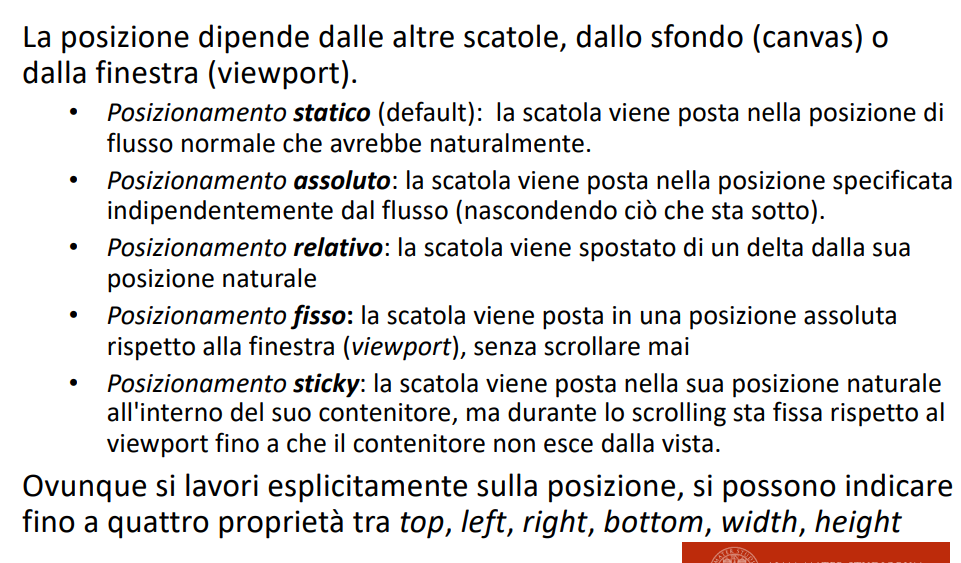 La posizione dipende dalle altre scatole, dallo sfondo (canvas) o
dalla finestra (viewport).
• Posizionamento statico (default):  la scatola viene posta nella posizione di
flusso normale che avrebbe naturalmente.
• Posizionamento assoluto: la scatola viene posta nella posizione specificata
indipendentemente dal flusso (nascondendo ciò che sta sotto).
• Posizionamento relativo: la scatola viene spostato di un delta dalla sua
posizione naturale
• Posizionamento fisso: la scatola viene posta in una posizione assoluta
rispetto alla finestra (viewport), senza scrollare mai
• Posizionamento sticky: la scatola viene posta nella sua posizione naturale
all'interno del suo contenitore, ma durante lo scrolling sta fissa rispetto al
viewport fino a che il contenitore non esce dalla vista.
Ovunque si lavori esplicitamente sulla posizione, si possono indicare
fino a quattro proprietà tra top, left, right, bottom, width, height